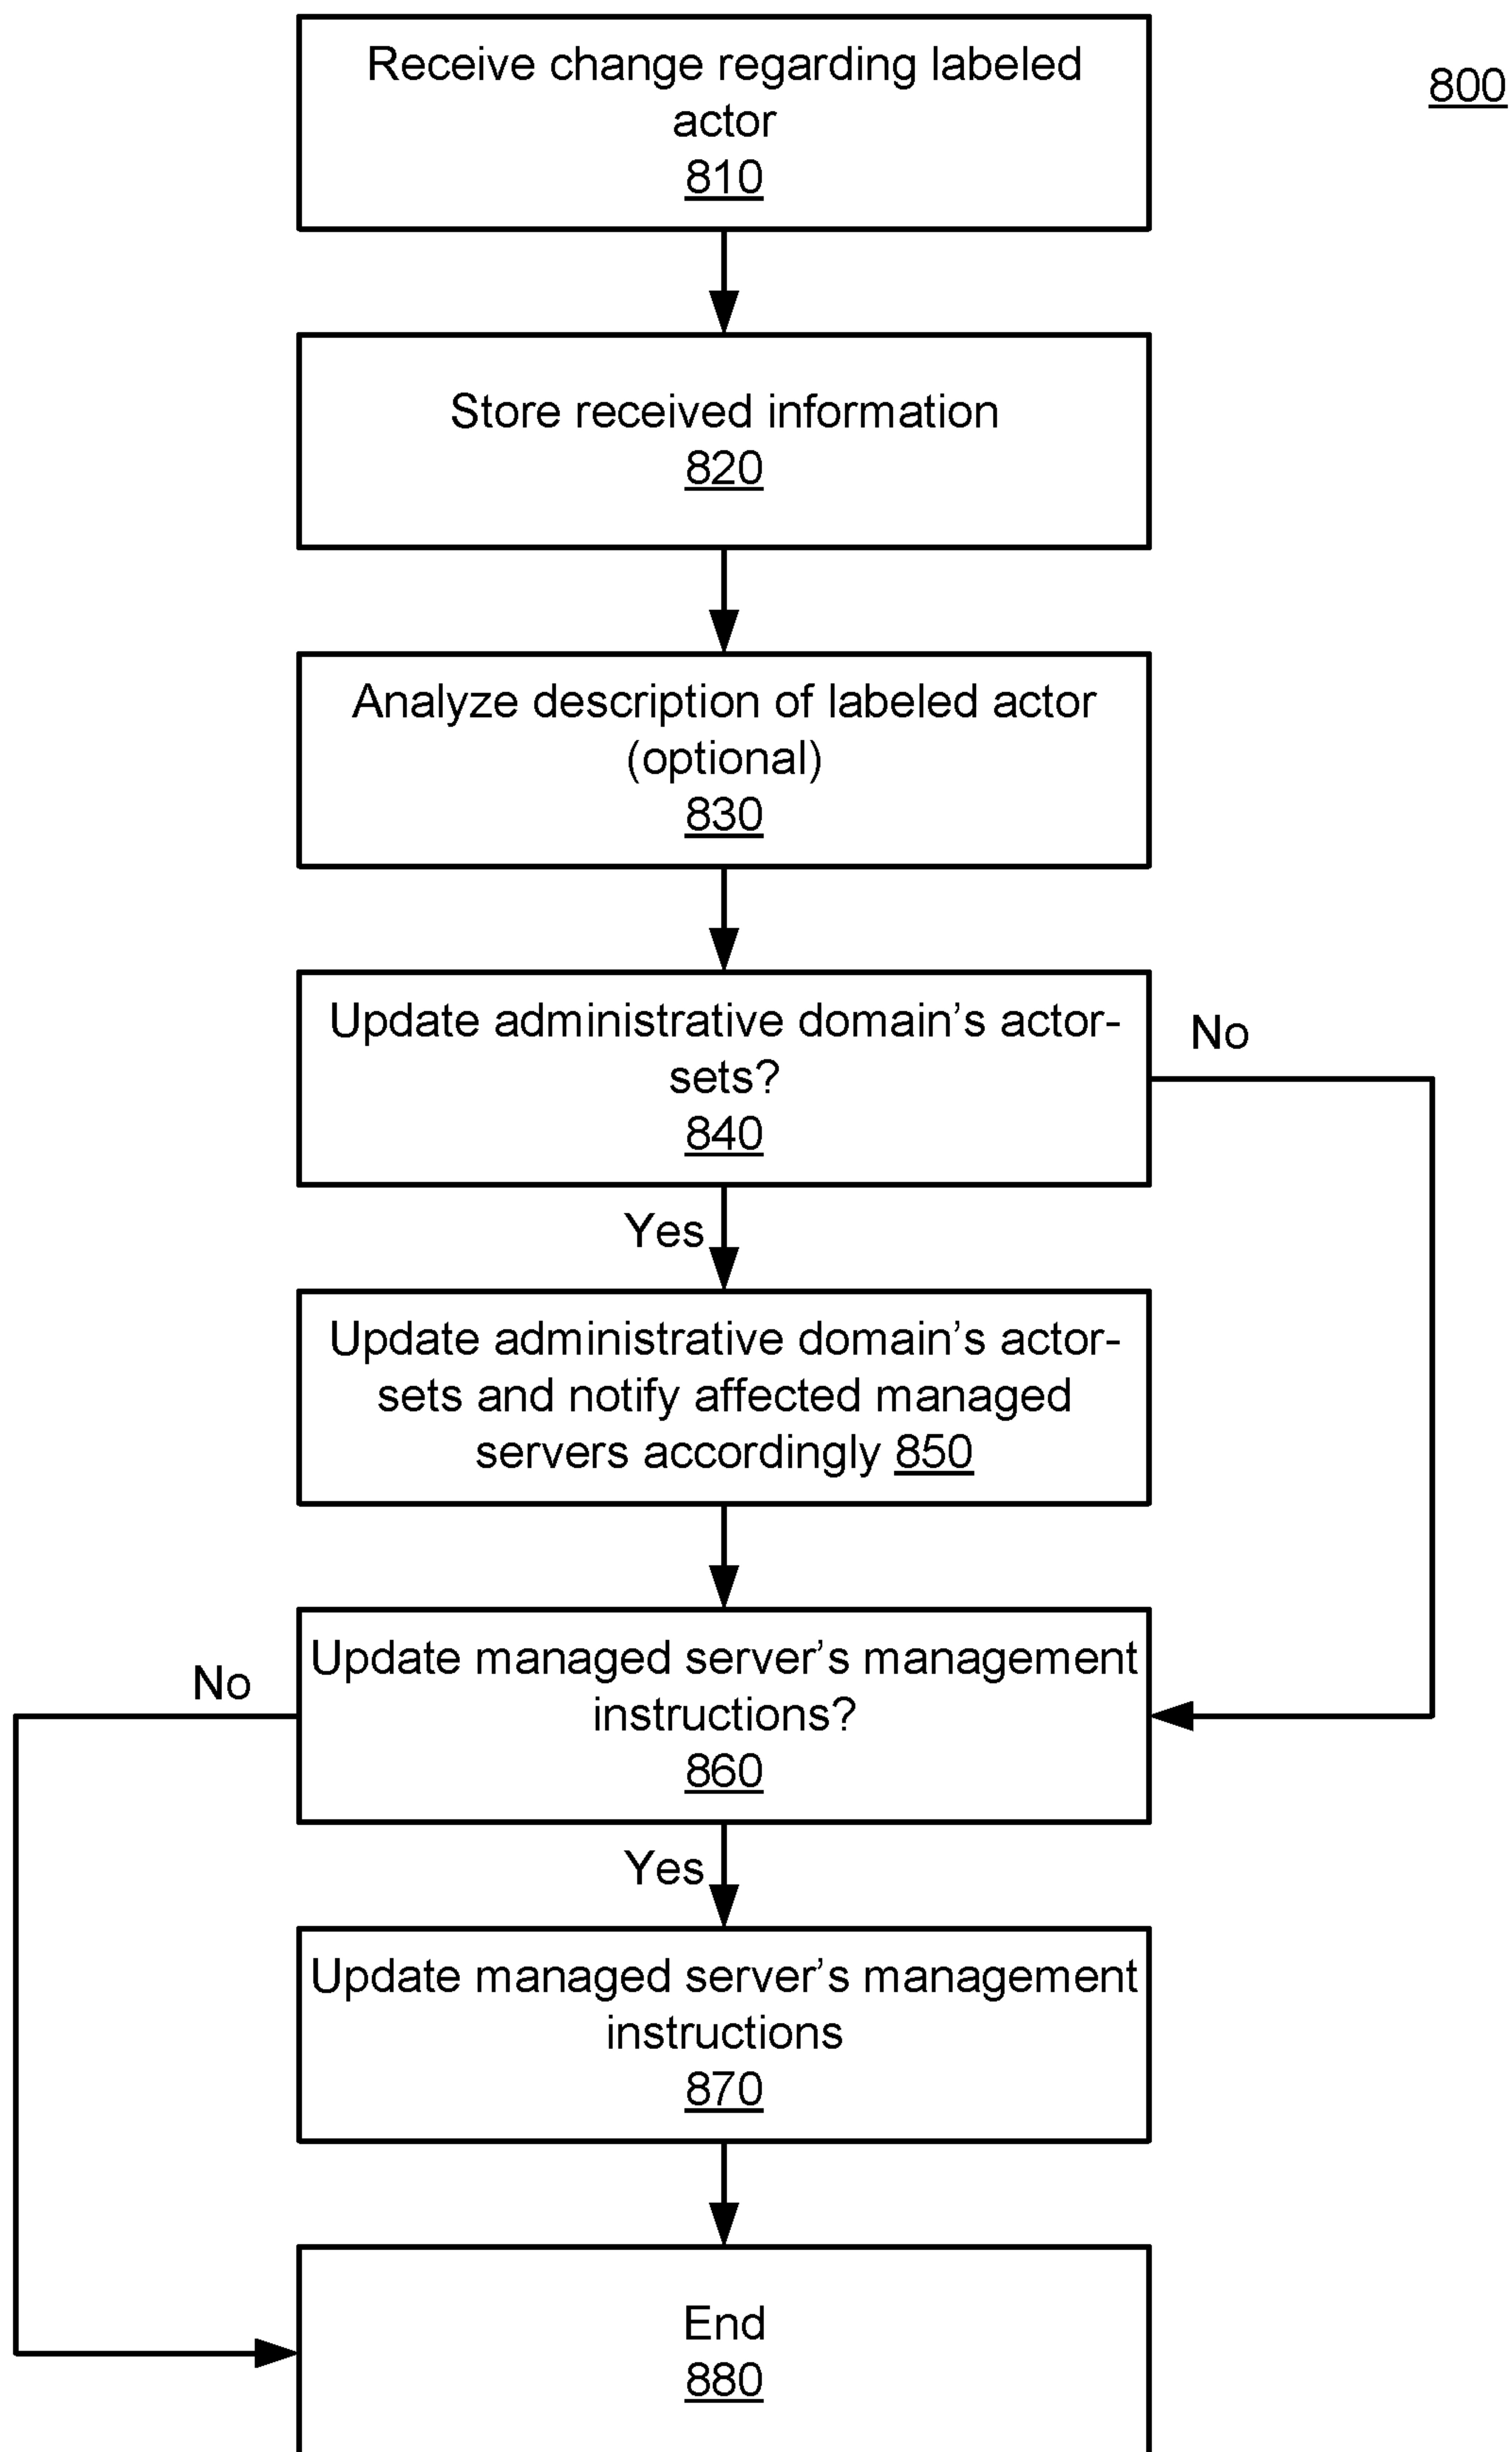 Receive change regarding labeled
actor
810
800
Store received information
820
Analyze description of labeled actor
(optional)
830
Update administrative domain’s actor-
sets?
840
No
Yes
Update administrative domain’s actor-
sets and notify affected managed
servers accordingly 850
Update managed server’s management
instructions?
860
No
Yes
Update managed server’s management
instructions
870
End
880